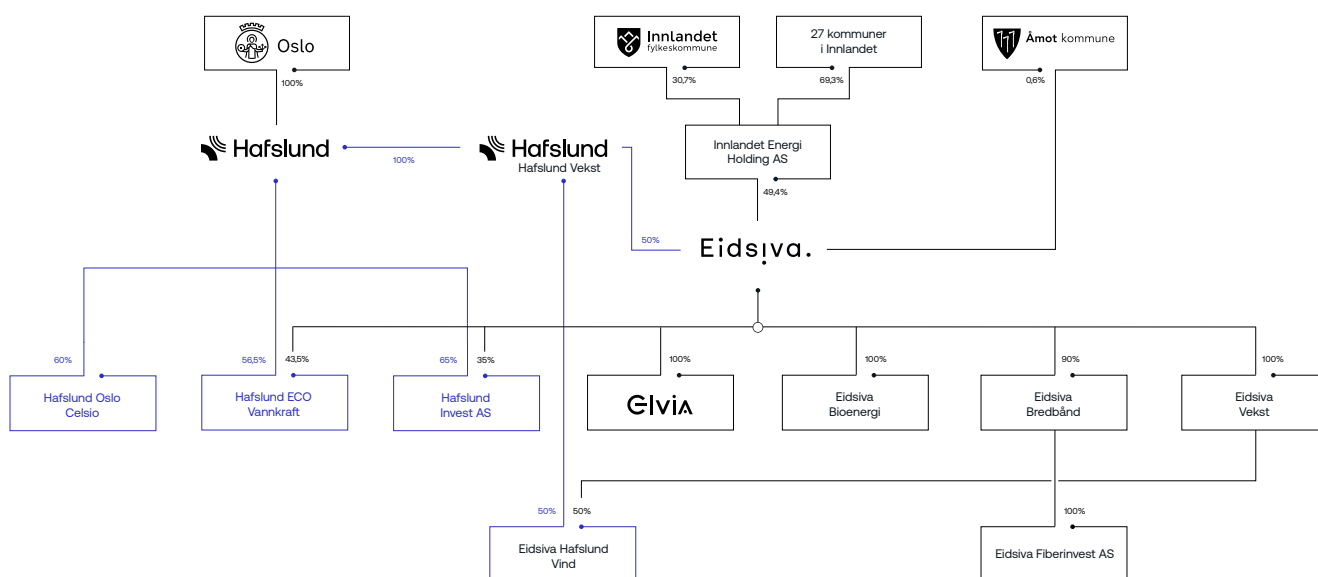 Oslo
Innlandet
fylkeskommune
27 kommuner
i Innlandet
Åmot kommune
100%
30,7%
69,3%
0,6%
Hafslund
100%
Hafslund
Hafslund Vekst
Innlandet Energi
Holding AS
49,4%
50%
Eidsiva.
60%
56,5%
43,5%
65%
35%
100%
100%
90%
100%
Hafslund Oslo
Celsio
Hafslund ECO
Vannkraft
Hafslund
Invest AS
Elvia
Eidsiva
Bioenergi
Eidsiva
Bredbånd
Eidsiva
Vekst
50%
50%
100%
Eidsiva Hafslund
Vind
Eidsiva Fiberinvest AS